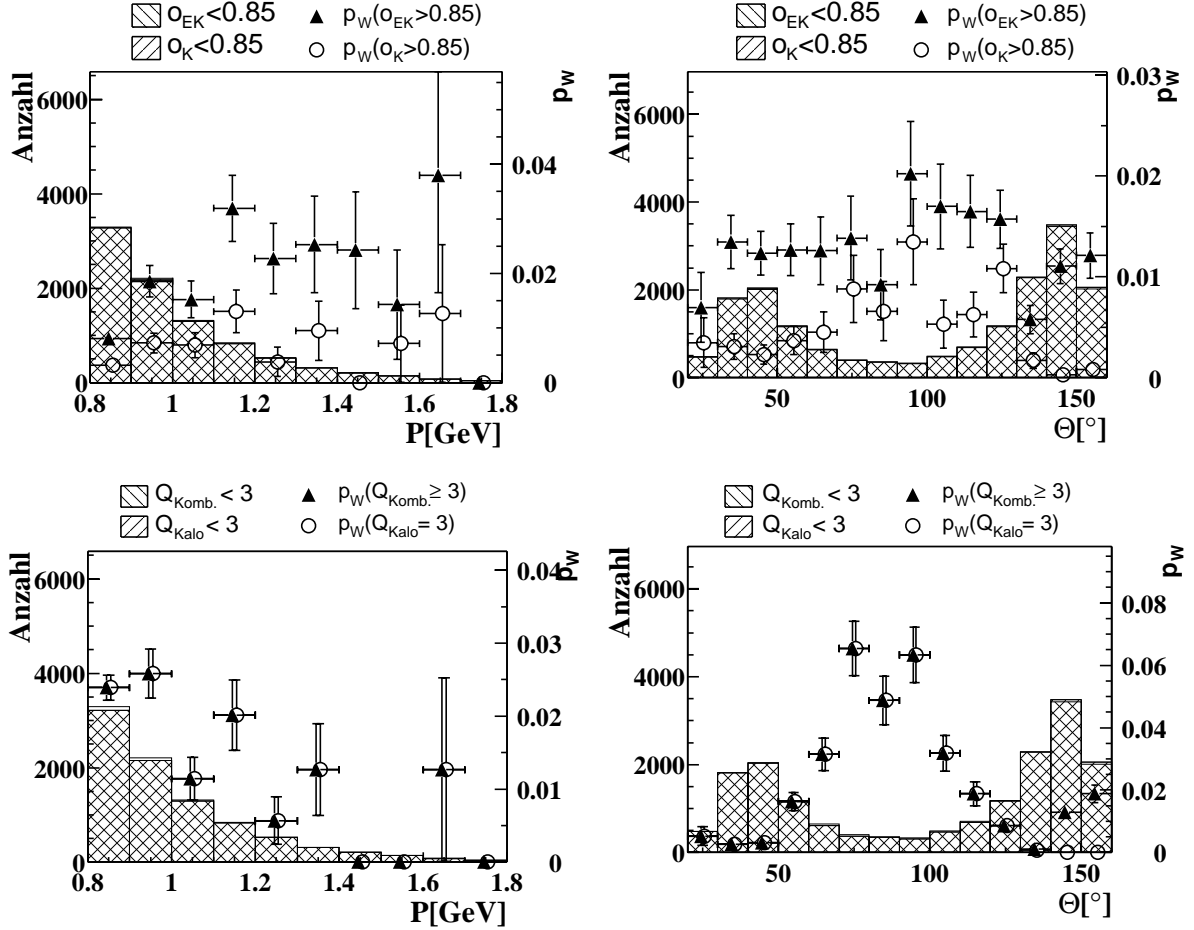 o_EK<0.85 ▲ p_W(o_EK>0.85)
o_K<0.85 ○ p_W(o_K>0.85)
Anzahl
6000
4000
2000
0
p_W
0.04
0.02
0
0.8 1 1.2 1.4 1.6 1.8
P[GeV]
o_EK<0.85 ▲ p_W(o_EK>0.85)
o_K<0.85 ○ p_W(o_K>0.85)
Anzahl
6000
4000
2000
0
p_W
0.03
0.02
0.01
0
50 100 150
Θ[°]
Q_Komb.< 3 ▲ p_W(Q_Komb.≥ 3)
Q_Kalo< 3 ○ p_W(Q_Kalo= 3)
Anzahl
6000
4000
2000
0
p_W
0.04
0.03
0.02
0.01
0
0.8 1 1.2 1.4 1.6 1.8
P[GeV]
Q_Komb.< 3 ▲ p_W(Q_Komb.≥ 3)
Q_Kalo< 3 ○ p_W(Q_Kalo= 3)
Anzahl
6000
4000
2000
0
p_W
0.08
0.06
0.04
0.02
0
50 100 150
Θ[°]